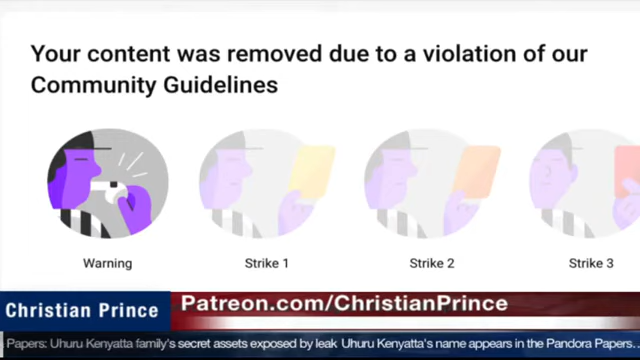 Your content was removed due to a violation of our
Community Guidelines
Warning
Strike 1
Strike 2
Strike 3
Christian Prince
Patreon.com/ChristianPrince
Papers: Uhuru Kenyatta family's secret assets exposed by leak Uhuru Kenyatta's name appears in the Pandora Papers.